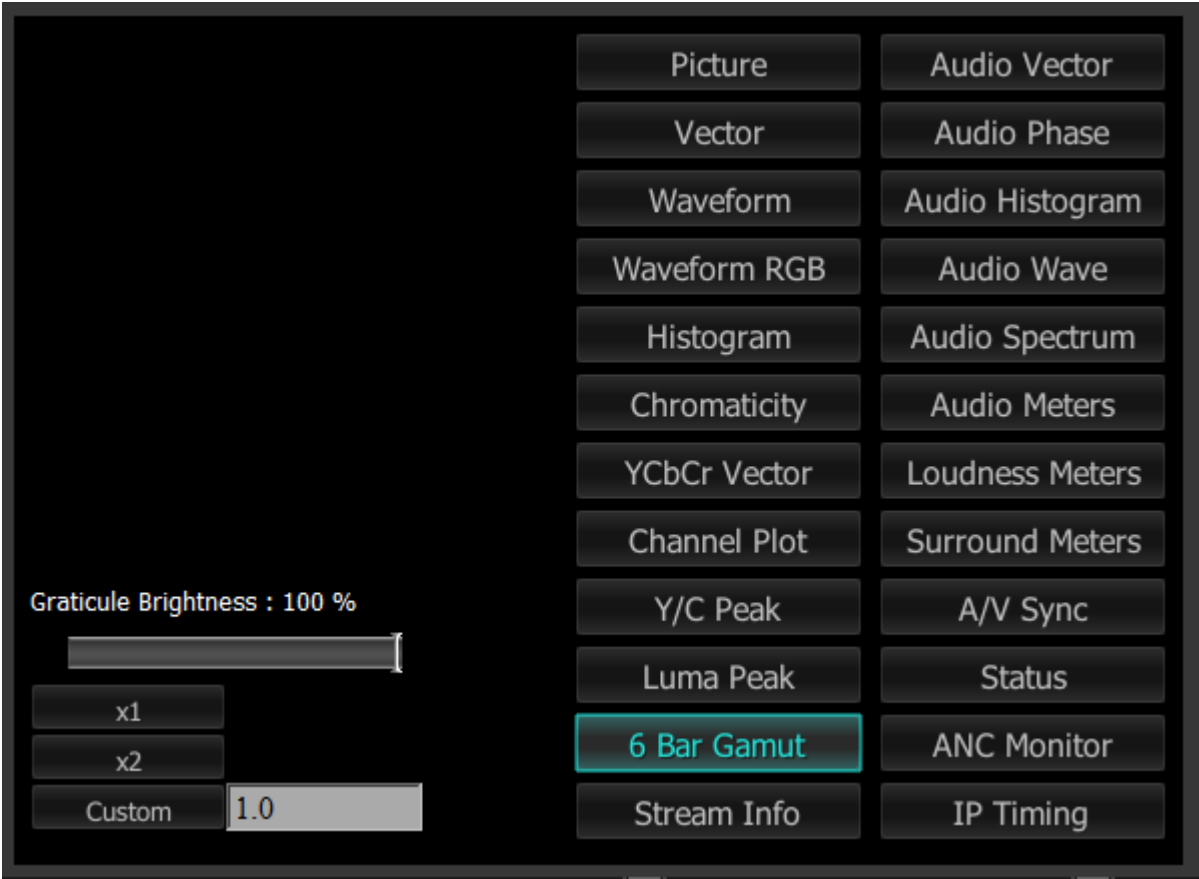 Picture
Audio Vector
Vector
Audio Phase
Waveform
Audio Histogram
Waveform RGB
Audio Wave
Histogram
Audio Spectrum
Chromaticity
Audio Meters
YCbCr Vector
Loudness Meters
Channel Plot
Surround Meters
Graticule Brightness : 100 %
Y/C Peak
A/V Sync
Luma Peak
Status
x1
6 Bar Gamut
ANC Monitor
x2
Custom
1.0
Stream Info
IP Timing